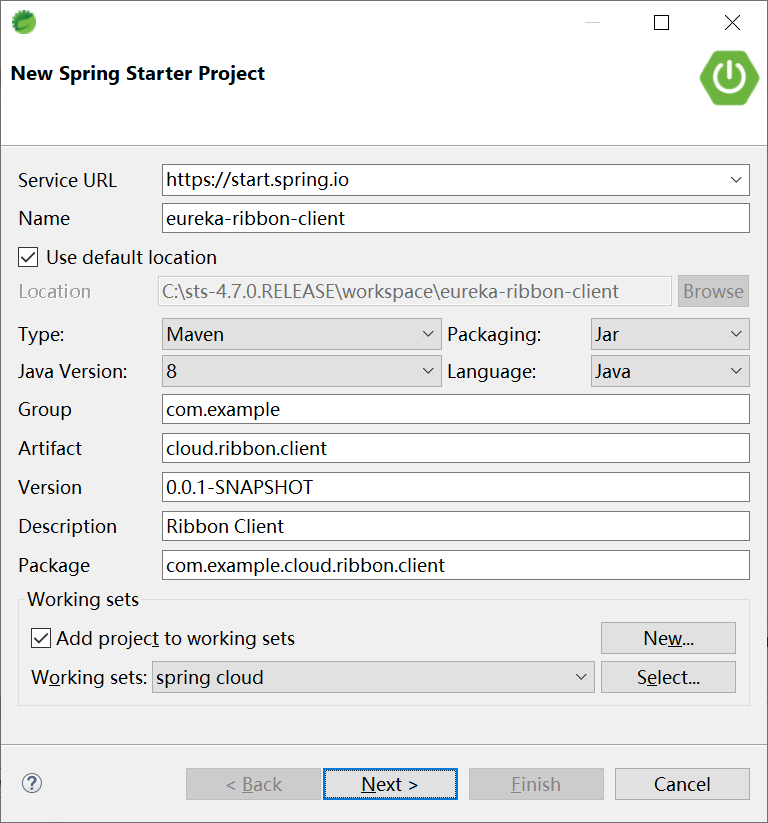 New Spring Starter Project
Service URL https://start.spring.io
Name eureka-ribbon-client
Use default location
Location C:\sts-4.7.0.RELEASE\workspace\eureka-ribbon-client Browse
Type: Maven Packaging: Jar
Java Version: 8 Language: Java
Group com.example
Artifact cloud.ribbon.client
Version 0.0.1-SNAPSHOT
Description Ribbon Client
Package com.example.cloud.ribbon.client
Working sets
Add project to working sets New...
Working sets: spring cloud Select...
? < Back Next > Finish Cancel